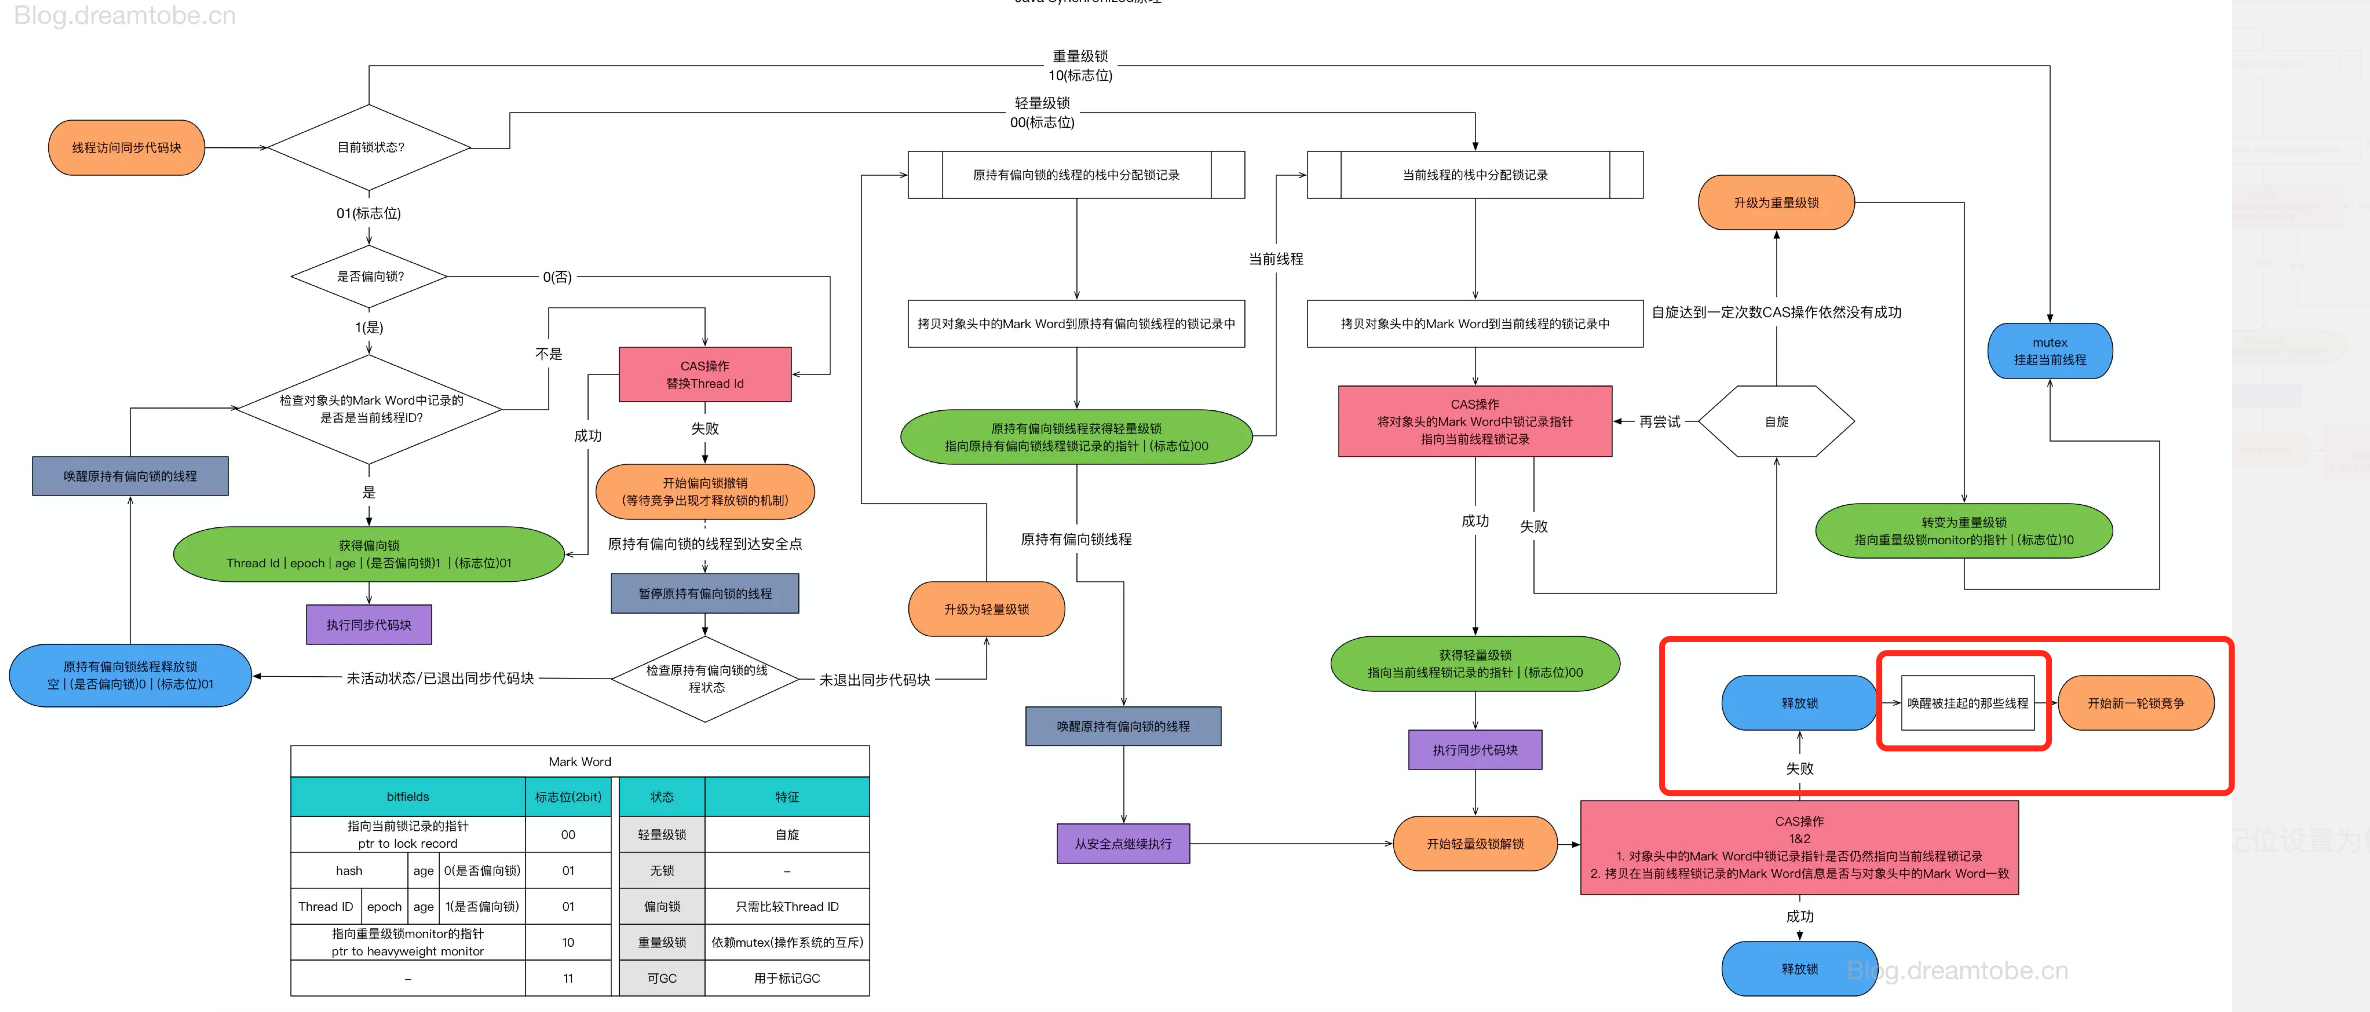 Blog.dreamtobe.cn
Java Synchronized原理
重量级锁
10(标志位)
轻量级锁
00(标志位)
线程访问同步代码块
目前锁状态?
01(标志位)
是否偏向锁?
0(否)
1(是)
不是
检查对象头的Mark Word中记录的
是否是当前线程ID?
CAS操作
替换Thread Id
成功
失败
唤醒原持有偏向锁的线程
是
获得偏向锁
Thread Id | epoch | age | (是否偏向锁)1 | (标志位)01
执行同步代码块
开始偏向锁撤销
(等待竞争出现才释放锁的机制)
原持有偏向锁的线程到达安全点
暂停原持有偏向锁的线程
检查原持有偏向锁的线
程状态
未活动状态/已退出同步代码块
未退出同步代码块
原持有偏向锁线程释放锁
空 | (是否偏向锁)0 | (标志位)01
升级为轻量级锁
原持有偏向锁的线程的栈中分配锁记录
拷贝对象头中的Mark Word到原持有偏向锁线程的锁记录中
原持有偏向锁线程获得轻量级锁
指向原持有偏向锁线程锁记录的指针 | (标志位)00
当前线程
原持有偏向锁线程
唤醒原持有偏向锁的线程
从安全点继续执行
当前线程的栈中分配锁记录
拷贝对象头中的Mark Word到当前线程的锁记录中
CAS操作
将对象头的Mark Word中锁记录指针
指向当前线程锁记录
再尝试
自旋
自旋达到一定次数CAS操作依然没有成功
升级为重量级锁
mutex
挂起当前线程
转变为重量级锁
指向重量级锁monitor的指针 | (标志位)10
成功
失败
获得轻量级锁
指向当前线程锁记录的指针 | (标志位)00
执行同步代码块
开始轻量级锁解锁
释放锁
唤醒被挂起的那些线程
开始新一轮锁竞争
失败
CAS操作
1&2
1. 对象头中的Mark Word中锁记录指针是否仍然指向当前线程锁记录
2. 拷贝在当前线程锁记录的Mark Word信息是否与对象头中的Mark Word一致
成功
释放锁
Blog.dreamtobe.cn
Mark Word
bitfields 标志位(2bit) 状态 特征
指向当前锁记录的指针
ptr to lock record 00 轻量级锁 自旋
hash age 0(是否偏向锁) 01 无锁 –
Thread ID epoch age 1(是否偏向锁) 01 偏向锁 只需比较Thread ID
指向重量级锁monitor的指针
ptr to heavyweight monitor 10 重量级锁 依赖mutex(操作系统的互斥)
– 11 可GC 用于标记GC
记位设置为